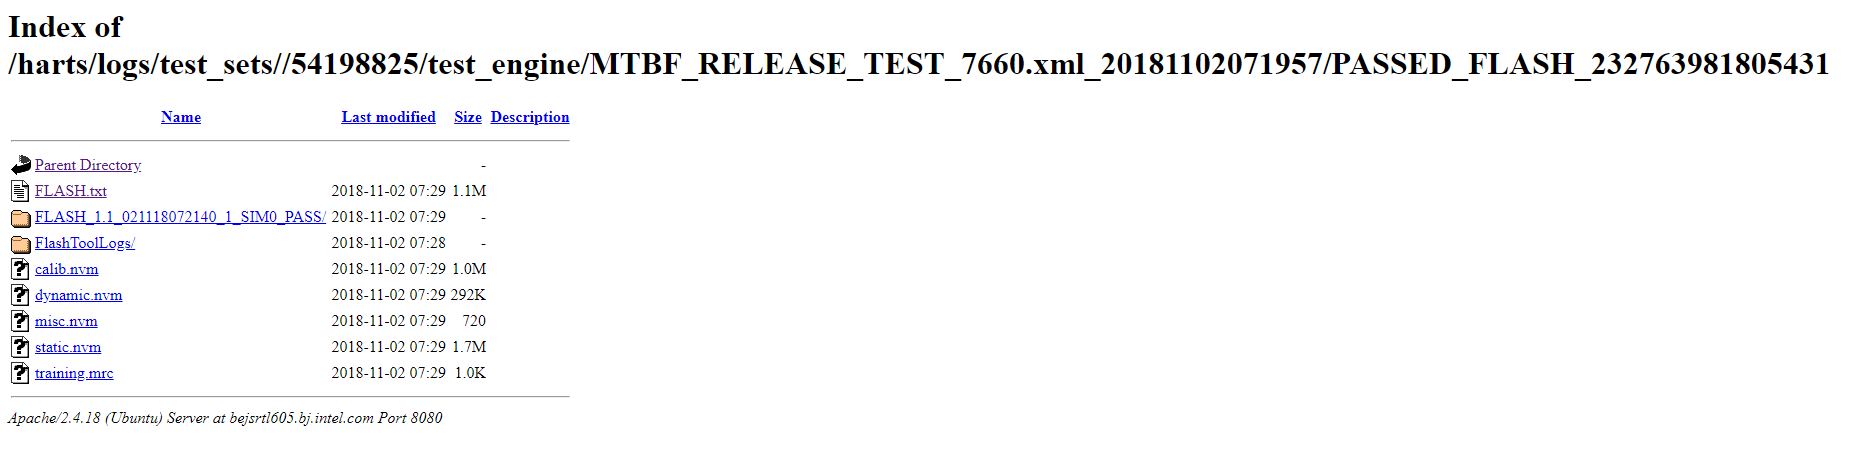 Index of
/harts/logs/test_sets//54198825/test_engine/MTBF_RELEASE_TEST_7660.xml_20181102071957/PASSED_FLASH_232763981805431
Name Last modified Size Description
Parent Directory -
FLASH.txt 2018-11-02 07:29 1.1M
FLASH_1.1_021118072140_1_SIM0_PASS/ 2018-11-02 07:29 -
FlashToolLogs/ 2018-11-02 07:28 -
calib.nvm 2018-11-02 07:29 1.0M
dynamic.nvm 2018-11-02 07:29 292K
misc.nvm 2018-11-02 07:29 720
static.nvm 2018-11-02 07:29 1.7M
training.mrc 2018-11-02 07:29 1.0K
Apache/2.4.18 (Ubuntu) Server at bejsrtl605.bj.intel.com Port 8080